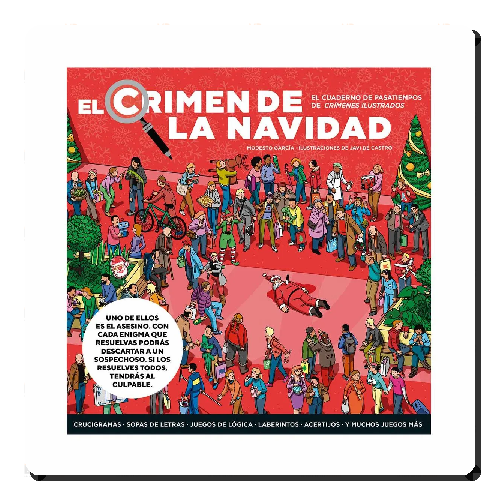 EL CRIMEN DE
LA NAVIDAD
EL CUADERNO DE PASATIEMPOS
DE CRÍMENES ILUSTRADOS
MODESTO GARCÍA · ILUSTRACIONES DE JAVI DE CASTRO
UNO DE ELLOS
ES EL ASESINO. CON
CADA ENIGMA QUE
RESUELVAS PODRÁS
DESCARTAR A UN
SOSPECHOSO. SI LOS
RESUELVES TODOS,
TENDRÁS AL
CULPABLE.
CRUCIGRAMAS · SOPAS DE LETRAS · JUEGOS DE LÓGICA · LABERINTOS · ACERTIJOS · Y MUCHOS JUEGOS MÁS